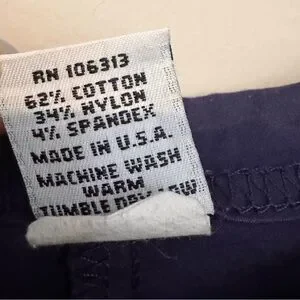 RN 106313
62% COTTON
34% NYLON
4% SPANDEX
MADE IN U.S.A.
MACHINE WASH
WARM
TUMBLE DRY LOW